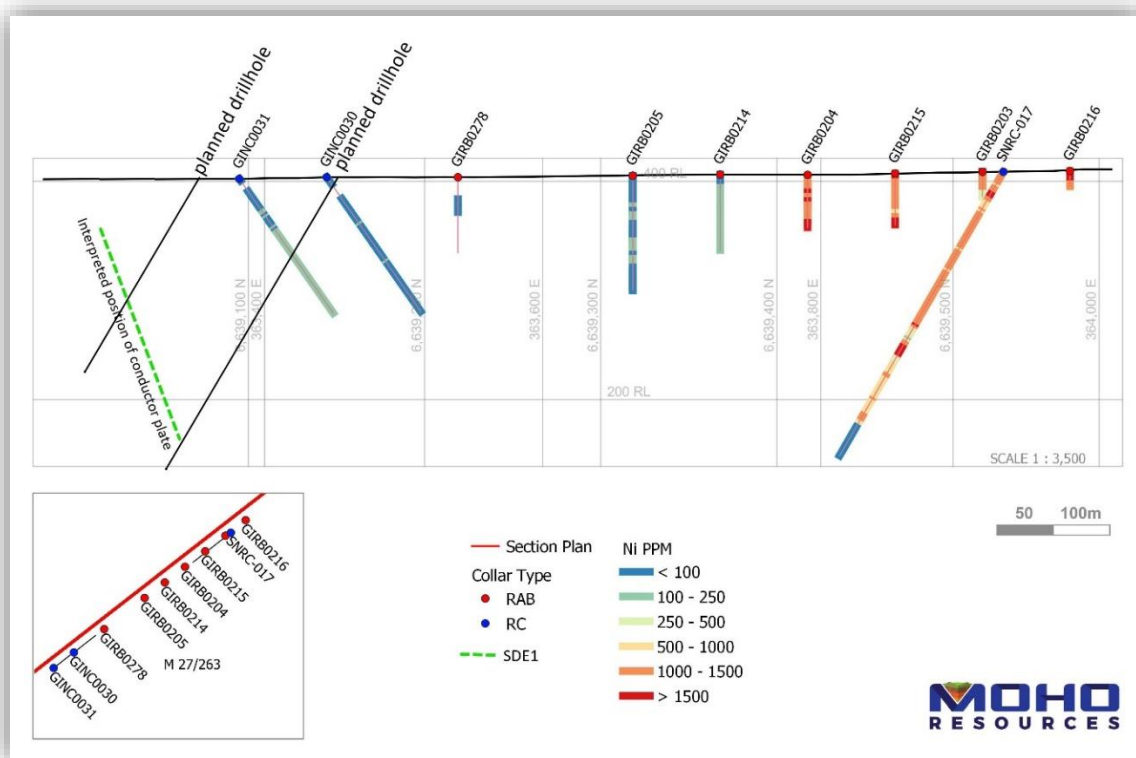 planned drillhole
GINC0031
GINC0030
planned drillhole
GIRB0278
GIRB0205
GIRB0214
GIRB0204
GIRB0215
GIRB0203
SNRC-017
GIRB0216
400 RL
Interpreted position of conductor plate
6,639,100 N
363,400 E
363,600 E
6,639,300 N
6,639,400 N
363,800 E
6,639,500 N
364,000 E
200 RL
SCALE 1 : 3,500
50 100m
GIRB0216
SNRC-017
GIRB0215
GIRB0204
GIRB0214
GIRB0205
GIRB0278
GINC0030
GINC0031
M 27/263
Section Plan
Collar Type
RAB
RC
SDE1
Ni PPM
< 100
100 - 250
250 - 500
500 - 1000
1000 - 1500
> 1500
MOHO
RESOURCES